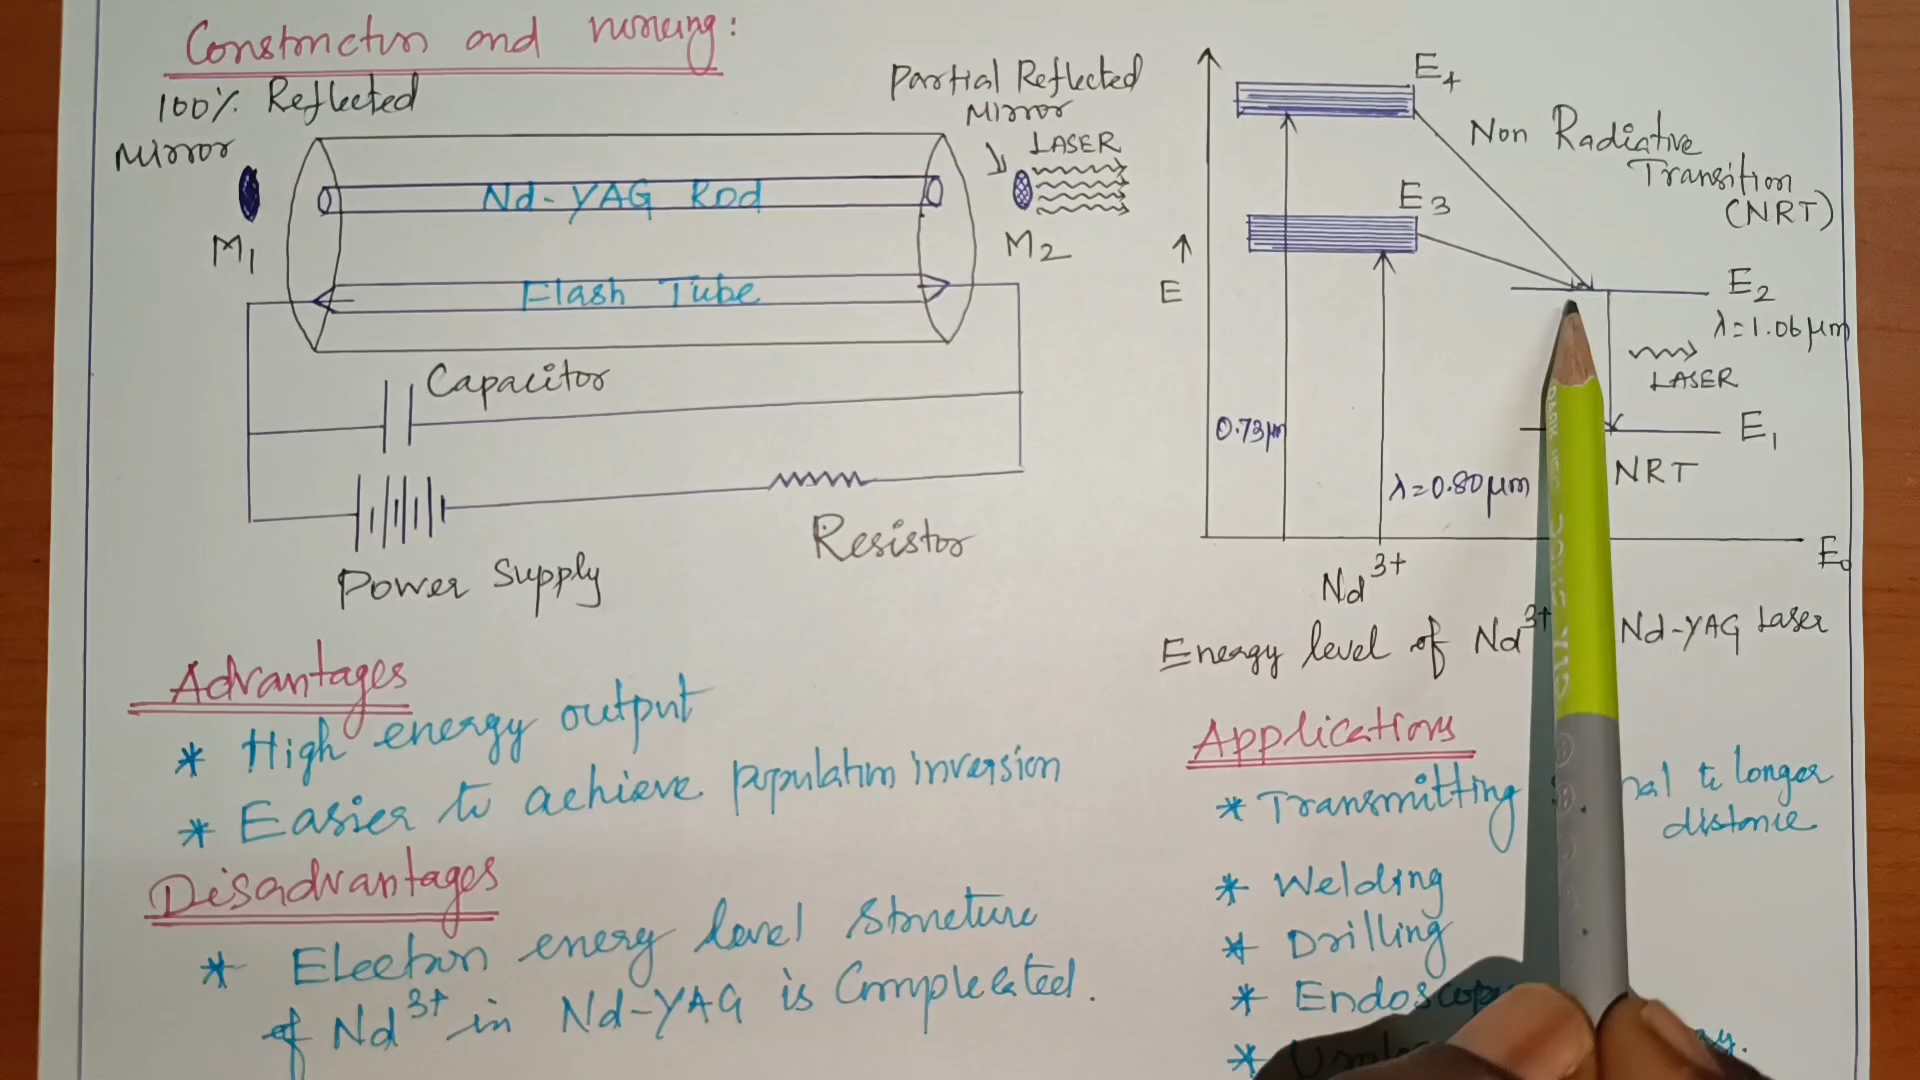 Construction and working:
100% Reflected
Mirror
M1
Nd-YAG Rod
Flash Tube
Partial Reflected
Mirror
LASER
M2
Capacitor
Power Supply
Resistor
E4
Non Radiative
Transition
(NRT)
E3
E
E2
λ=1.06μm
LASER
E1
0.73μm
λ=0.80μm
NRT
E0
Nd3+
Energy level of Nd3+ Nd-YAG Laser
Advantages
* High energy output
* Easier to achieve population inversion
Disadvantages
* Electron energy level structure
of Nd3+ in Nd-YAG is Compleated.
Applications
* Transmitting to longer
distance
* Welding
* Drilling
*
*